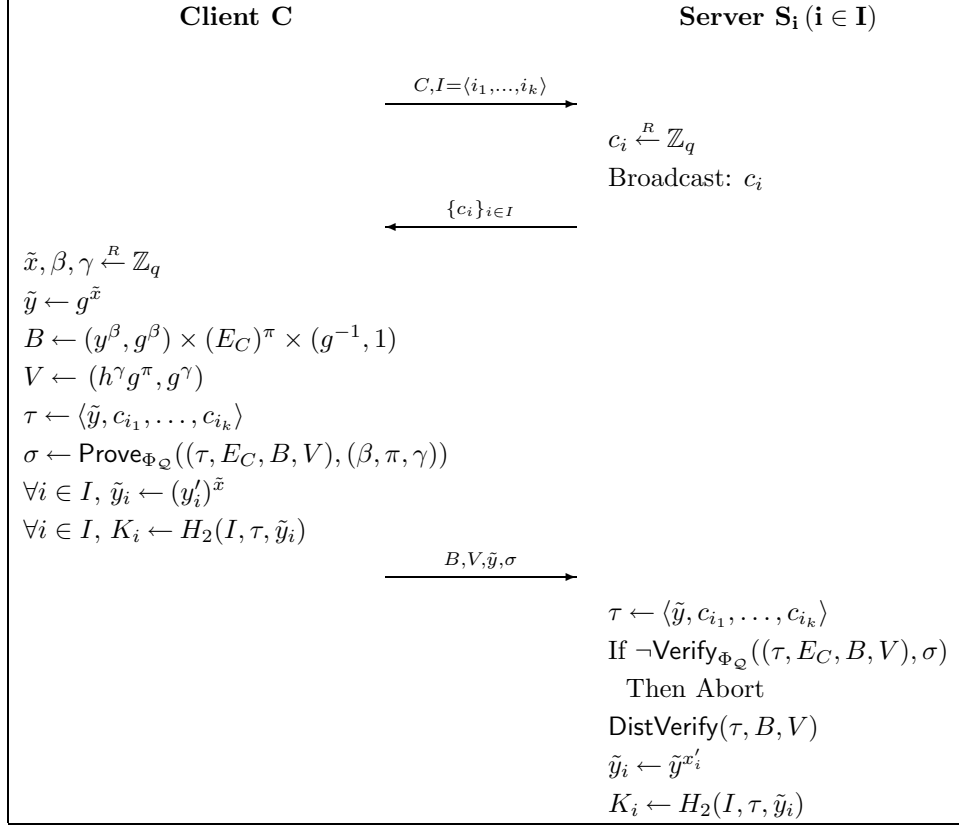 Client C
Server S_i (i ∈ I)
C,I=⟨i_1,...,i_k⟩
c_i ←^R ℤ_q
Broadcast: c_i
{c_i}_{i∈I}
x̃, β, γ ←^R ℤ_q
ỹ ← g^{x̃}
B ← (y^β, g^β) × (E_C)^π × (g^{−1}, 1)
V ← (h^γ g^π, g^γ)
τ ← ⟨ỹ, c_{i_1}, . . . , c_{i_k}⟩
σ ← Prove_{Φ_𝒬}((τ, E_C, B, V), (β, π, γ))
∀i ∈ I, ỹ_i ← (y′_i)^{x̃}
∀i ∈ I, K_i ← H_2(I, τ, ỹ_i)
B,V,ỹ,σ
τ ← ⟨ỹ, c_{i_1}, . . . , c_{i_k}⟩
If ¬Verify_{Φ_𝒬}((τ, E_C, B, V), σ)
Then Abort
DistVerify(τ, B, V)
ỹ_i ← ỹ^{x′_i}
K_i ← H_2(I, τ, ỹ_i)